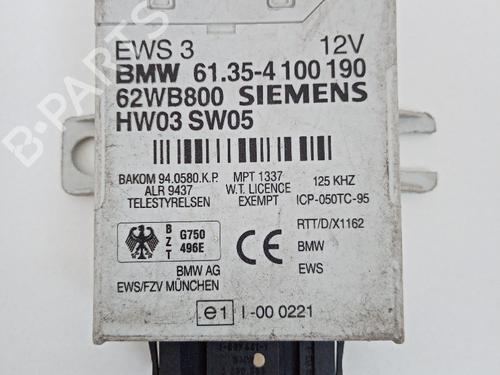 EWS 3 12V
BMW 61.35-4 100 190
62WB800 SIEMENS
HW03 SW05
BAKOM 94.0580.K.P. MPT 1337 125 KHZ
ALR 9437 W.T. LICENCE
TELESTYRELSEN EXEMPT ICP-050TC-95
RTT/D/X1162
BZT G750 496E CE BMW
BMW AG EWS
EWS/FZV MÜNCHEN
e1 I-00 0221
B-PARTS